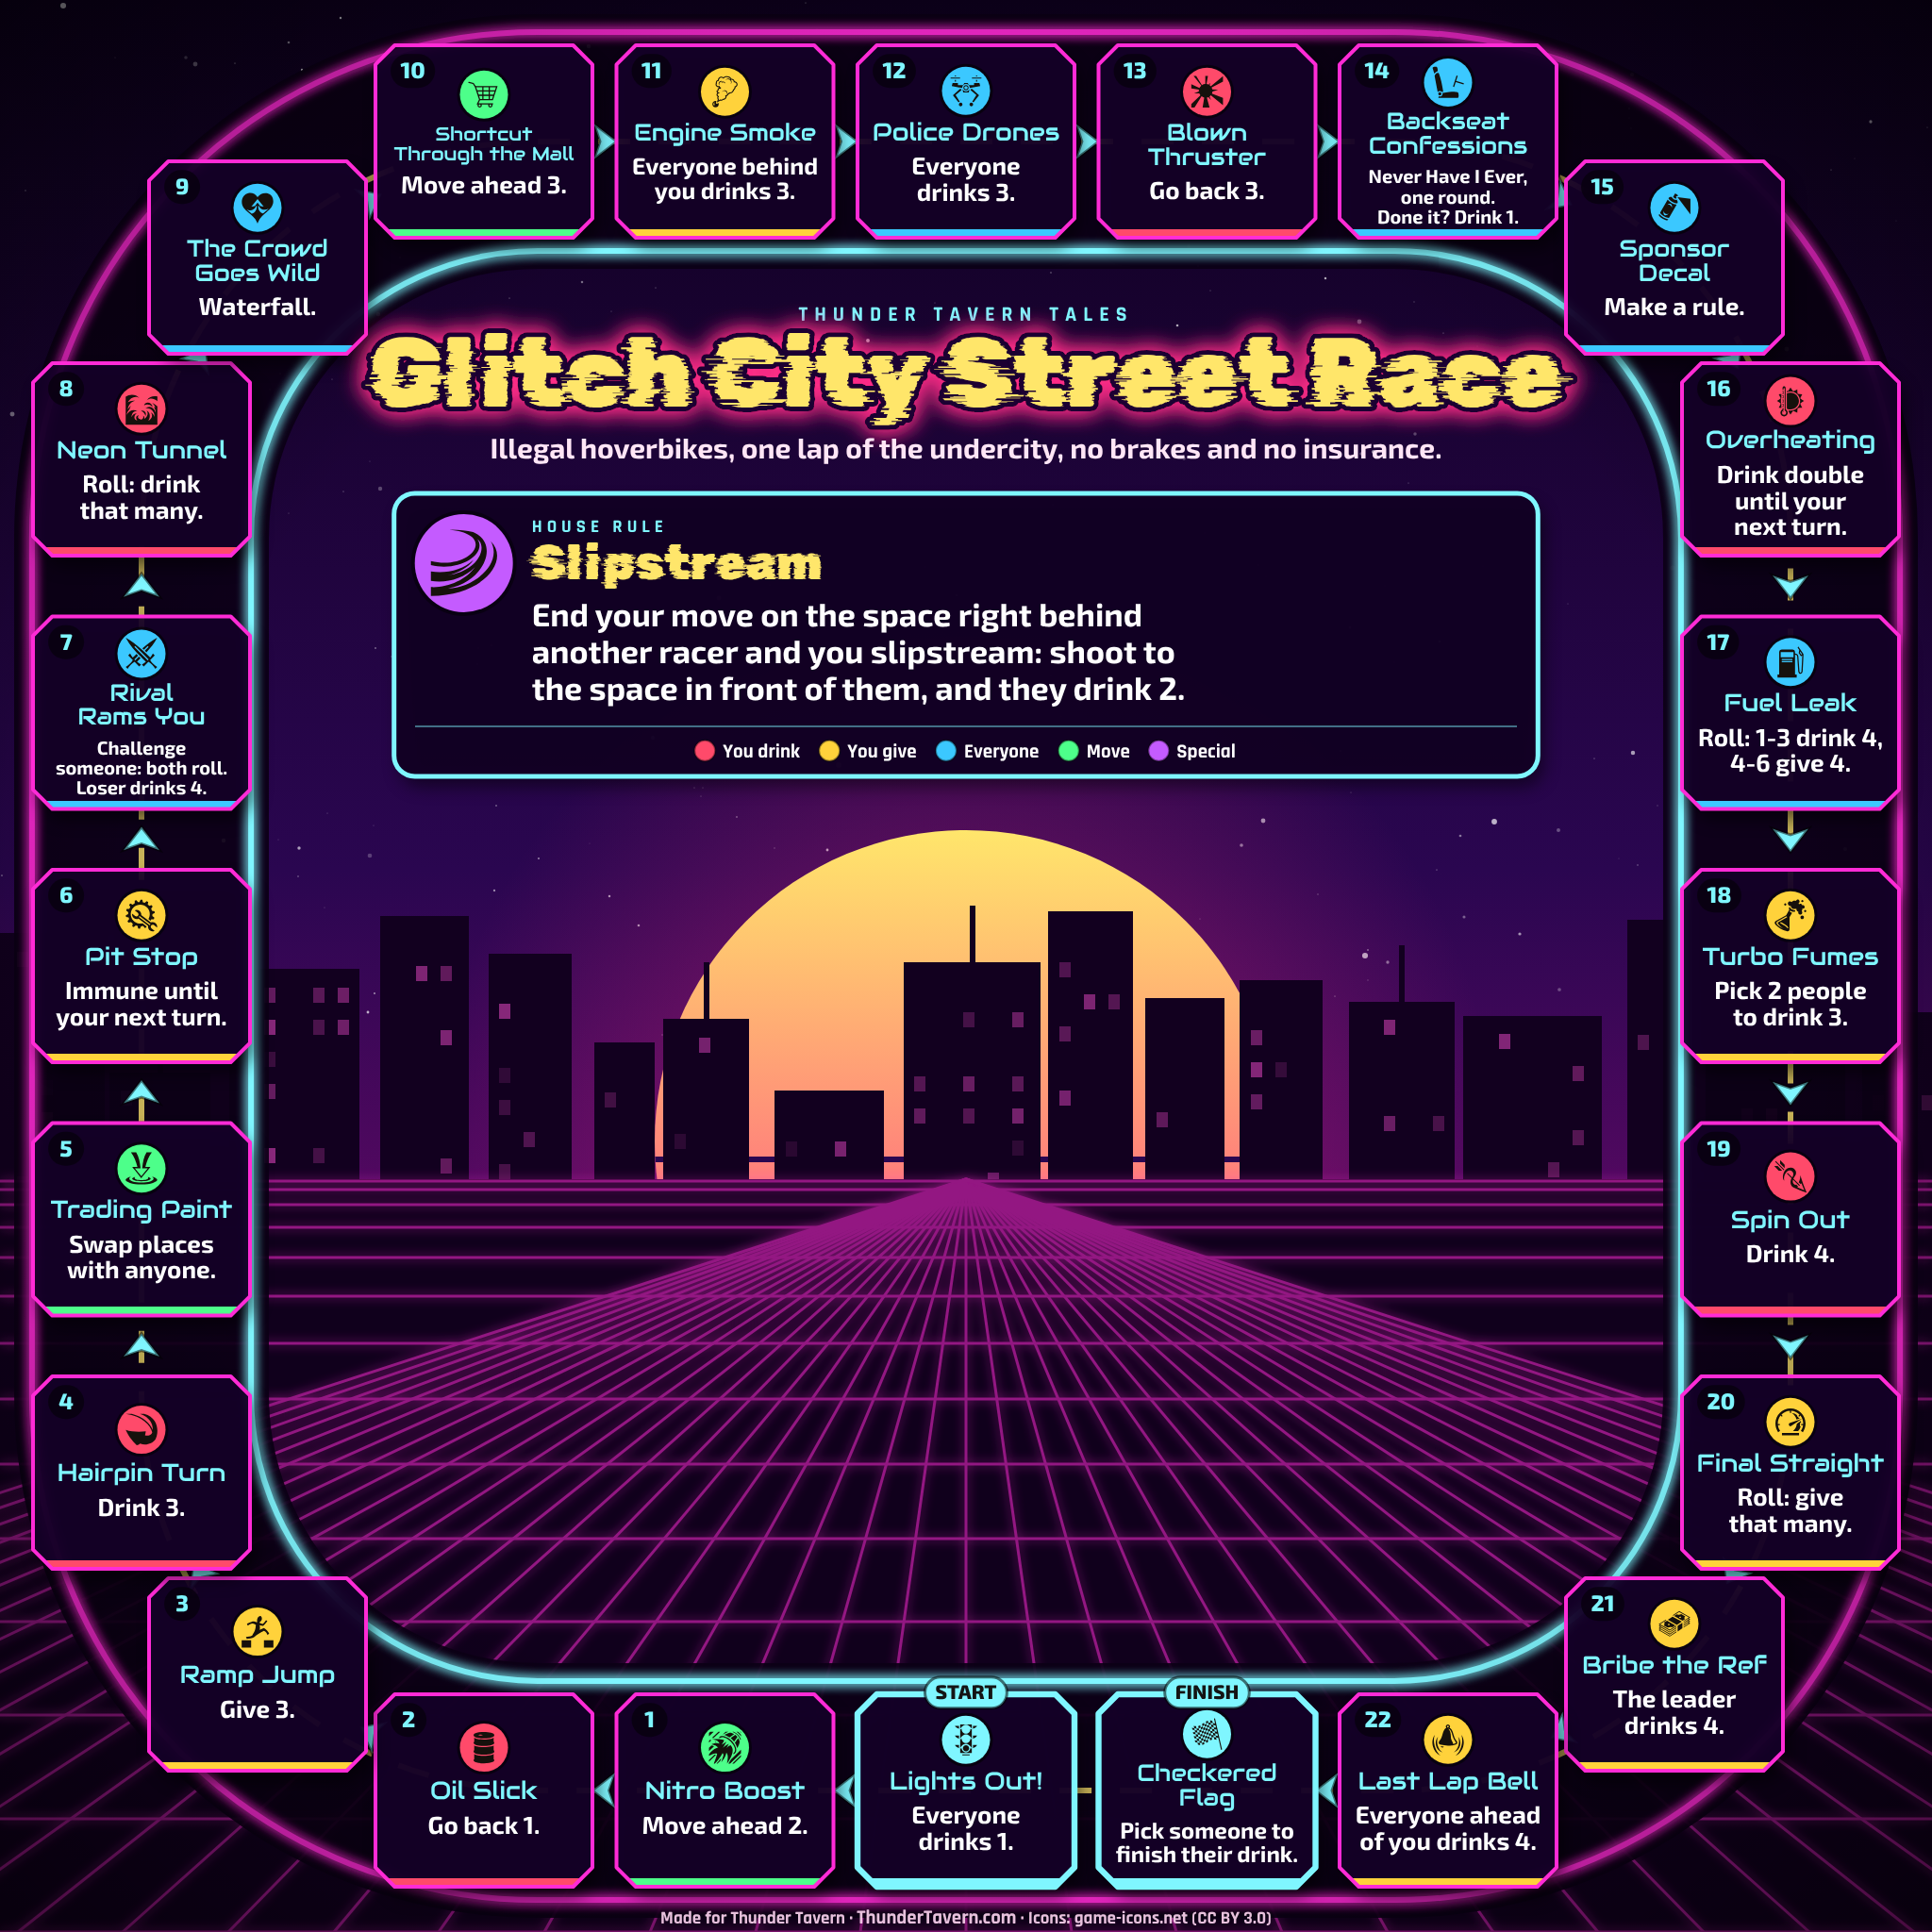 THUNDER TAVERN TALES
Glitch City Street Race
Illegal hoverbikes, one lap of the undercity, no brakes and no insurance.
HOUSE RULE
Slipstream
End your move on the space right behind
another racer and you slipstream: shoot to
the space in front of them, and they drink 2.
You drink
You give
Everyone
Move
Special
START
Lights Out!
Everyone
drinks 1.
1
Nitro Boost
Move ahead 2.
2
Oil Slick
Go back 1.
3
Ramp Jump
Give 3.
4
Hairpin Turn
Drink 3.
5
Trading Paint
Swap places
with anyone.
6
Pit Stop
Immune until
your next turn.
7
Rival
Rams You
Challenge
someone: both roll.
Loser drinks 4.
8
Neon Tunnel
Roll: drink
that many.
9
The Crowd
Goes Wild
Waterfall.
10
Shortcut
Through the Mall
Move ahead 3.
11
Engine Smoke
Everyone behind
you drinks 3.
12
Police Drones
Everyone
drinks 3.
13
Blown
Thruster
Go back 3.
14
Backseat
Confessions
Never Have I Ever,
one round.
Done it? Drink 1.
15
Sponsor
Decal
Make a rule.
16
Overheating
Drink double
until your
next turn.
17
Fuel Leak
Roll: 1-3 drink 4,
4-6 give 4.
18
Turbo Fumes
Pick 2 people
to drink 3.
19
Spin Out
Drink 4.
20
Final Straight
Roll: give
that many.
21
Bribe the Ref
The leader
drinks 4.
22
Last Lap Bell
Everyone ahead
of you drinks 4.
FINISH
Checkered
Flag
Pick someone to
finish their drink.
Made for Thunder Tavern · ThunderTavern.com · Icons: game-icons.net (CC BY 3.0)